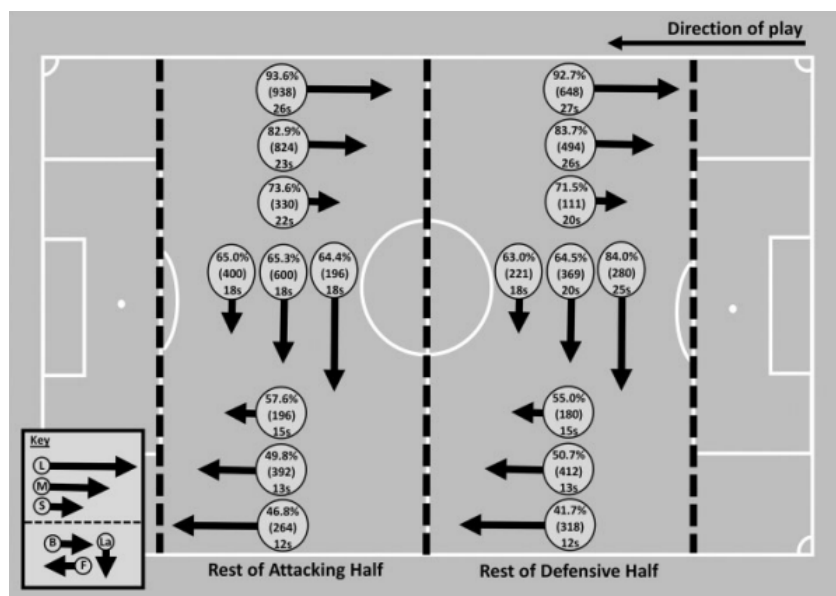 Direction of play
93.6%
(938)
26s
92.7%
(648)
27s
82.9%
(824)
23s
83.7%
(494)
26s
73.6%
(330)
22s
71.5%
(111)
20s
65.0%
(400)
18s
65.3%
(600)
18s
64.4%
(196)
18s
63.0%
(221)
18s
64.5%
(369)
20s
84.0%
(280)
25s
57.6%
(196)
15s
55.0%
(180)
15s
49.8%
(392)
13s
50.7%
(412)
13s
46.8%
(264)
12s
41.7%
(318)
12s
Key
L
M
S
B
La
F
Rest of Attacking Half
Rest of Defensive Half